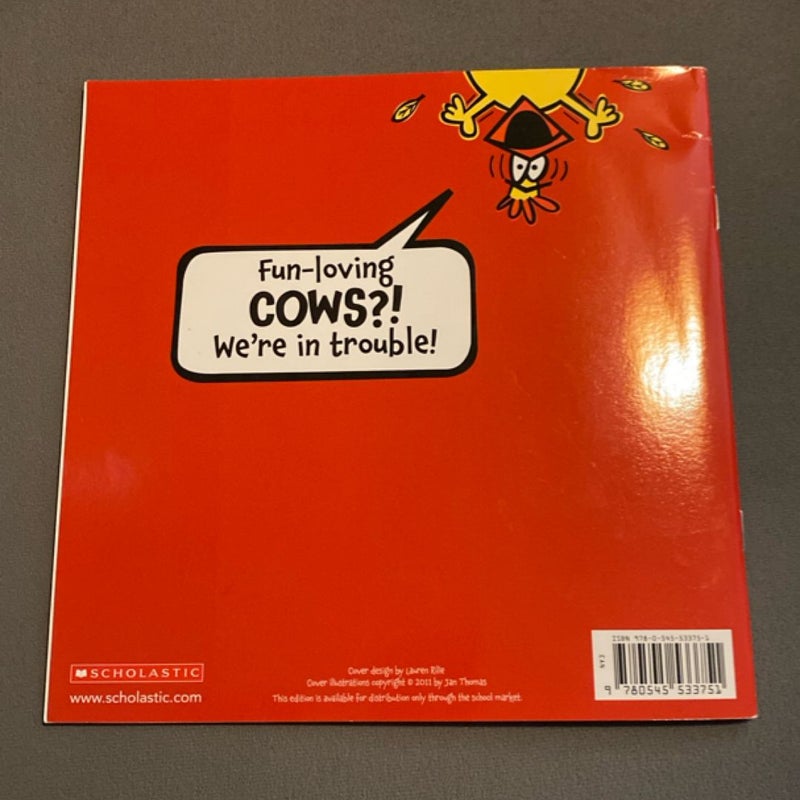 Fun-loving
COWS?!
We're in trouble!
SCHOLASTIC
www.scholastic.com
Cover design by Lauren Rille
Cover illustrations copyright © 2011 by Jan Thomas
This edition is available for distribution only through the school market.
ISBN 978-0-545-53375-1
NYJ
9 780545 533751